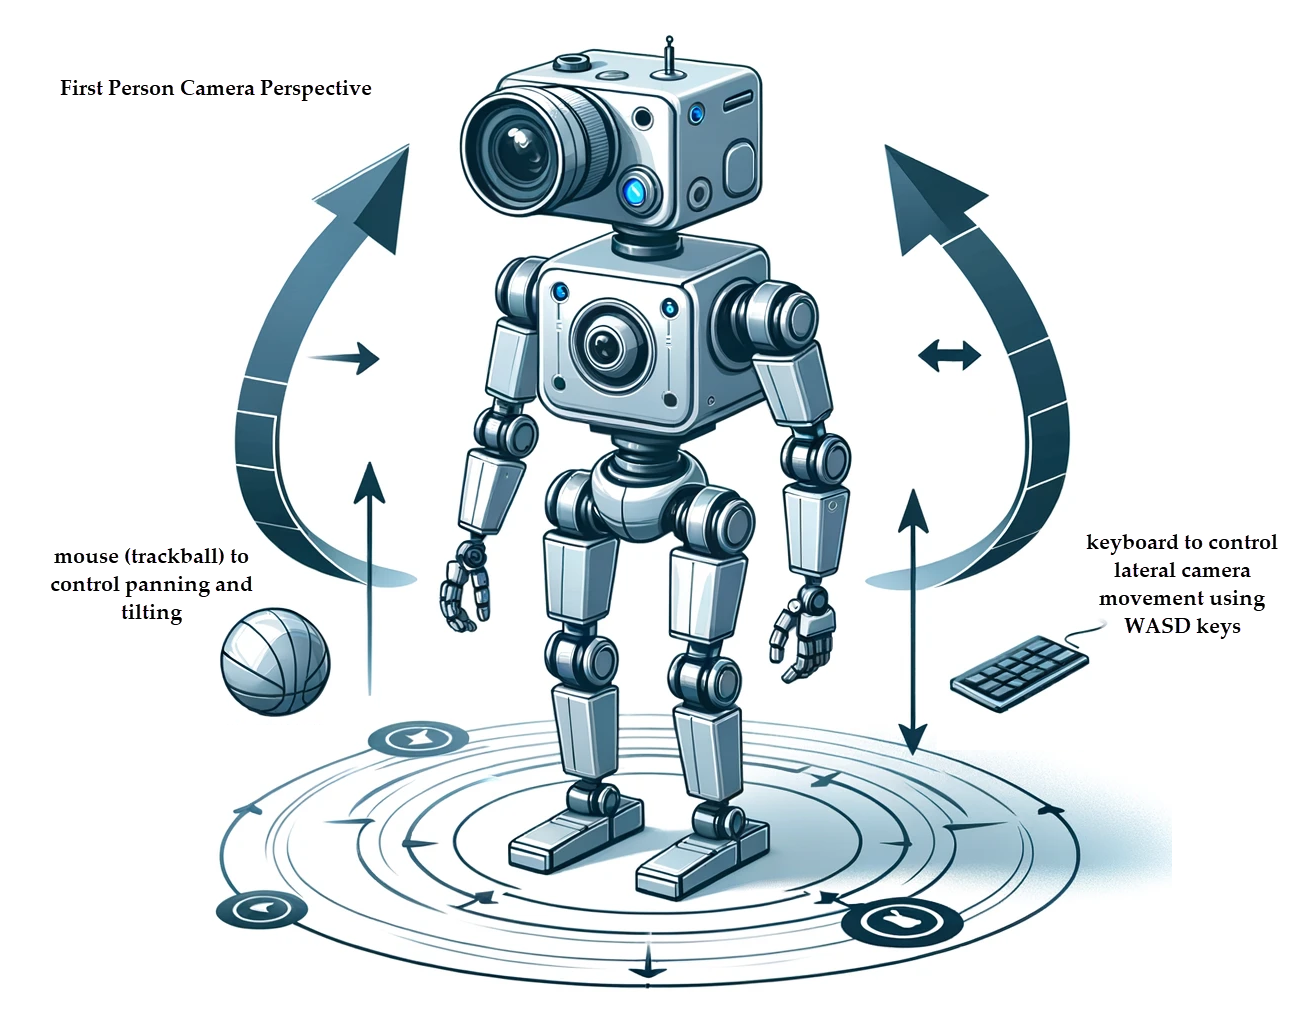 First Person Camera Perspective
mouse (trackball) to
control panning and
tilting
keyboard to control
lateral camera
movement using
WASD keys